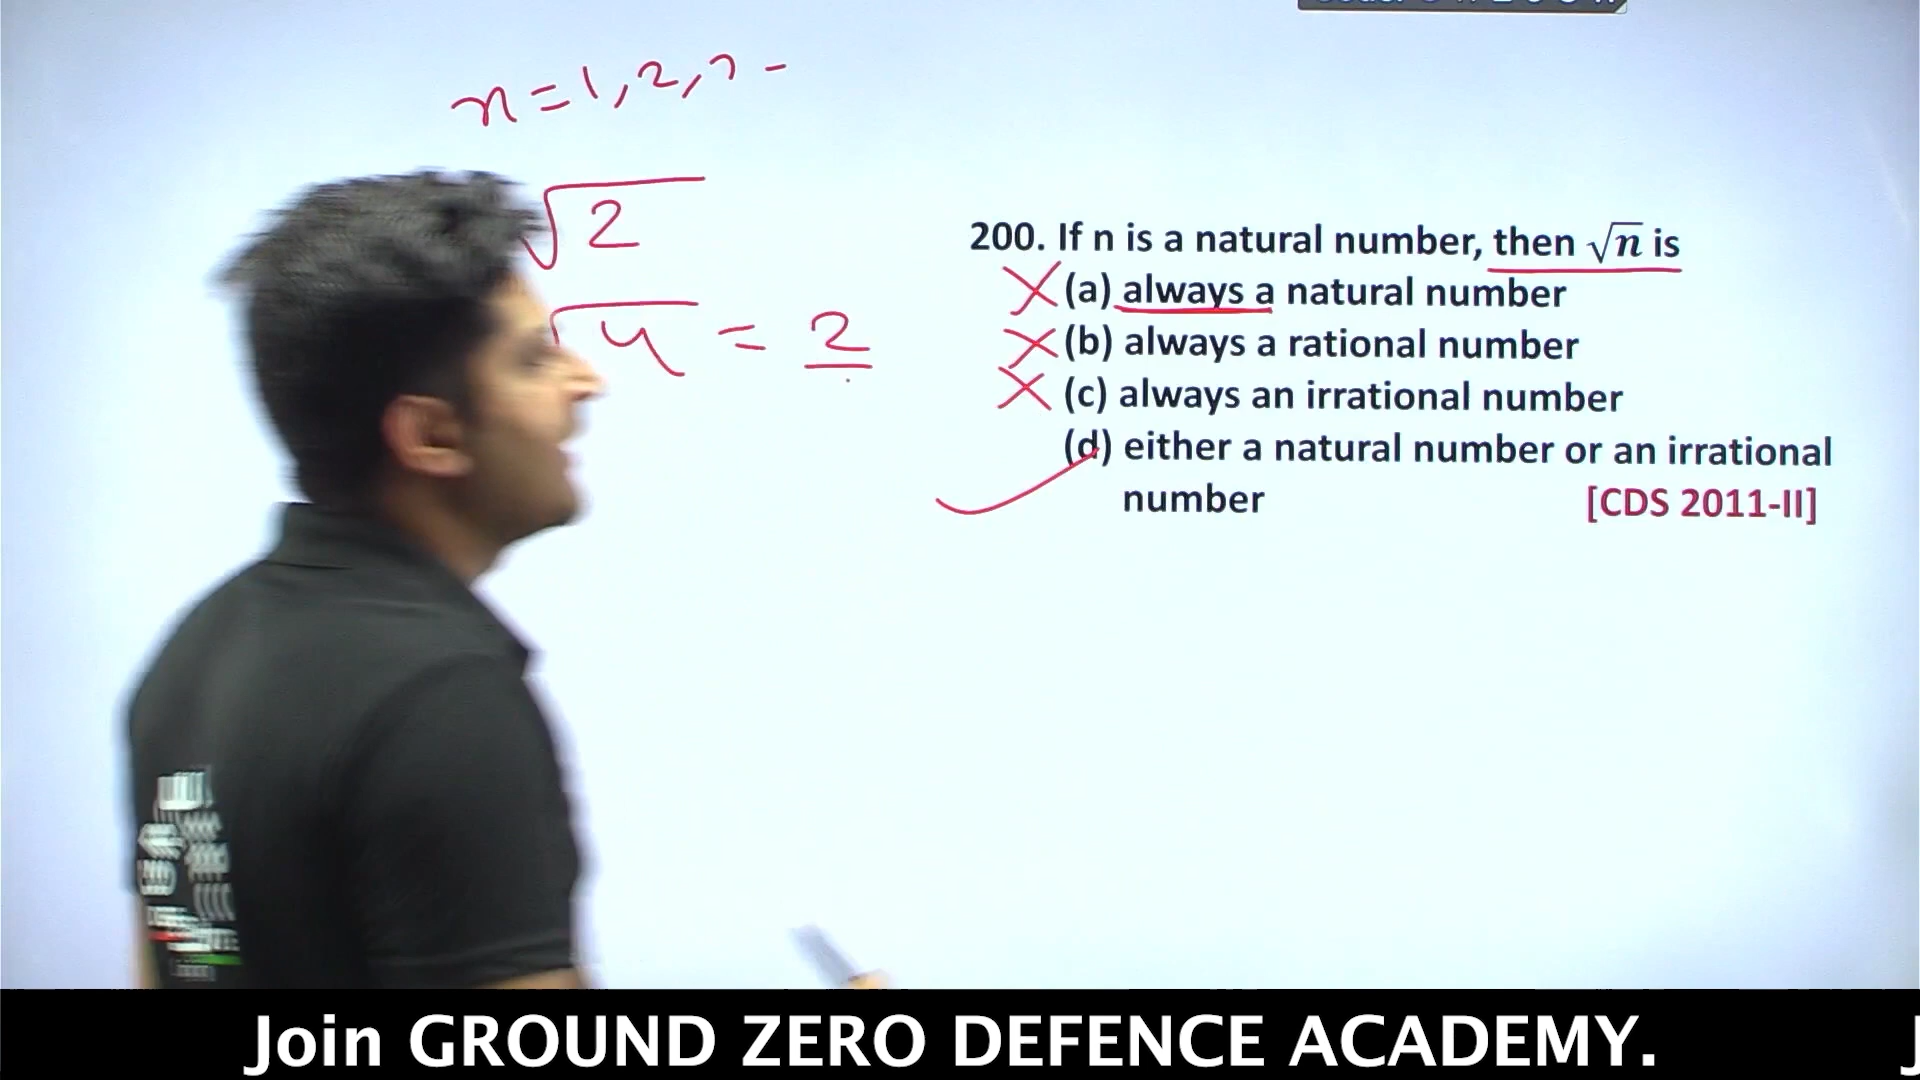 n = 1, 2, 3 -
√2
√4 = 2
200. If n is a natural number, then √n is
(a) always a natural number
(b) always a rational number
(c) always an irrational number
(d) either a natural number or an irrational
number [CDS 2011-II]
Join GROUND ZERO DEFENCE ACADEMY.